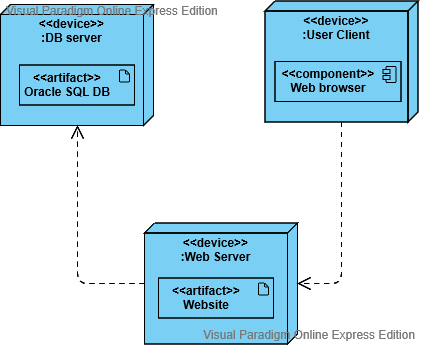 Visual Paradigm Online Express Edition
<<device>>
:DB server
<<artifact>>
Oracle SQL DB
<<device>>
:User Client
<<component>>
Web browser
<<device>>
:Web Server
<<artifact>>
Website
Visual Paradigm Online Express Edition